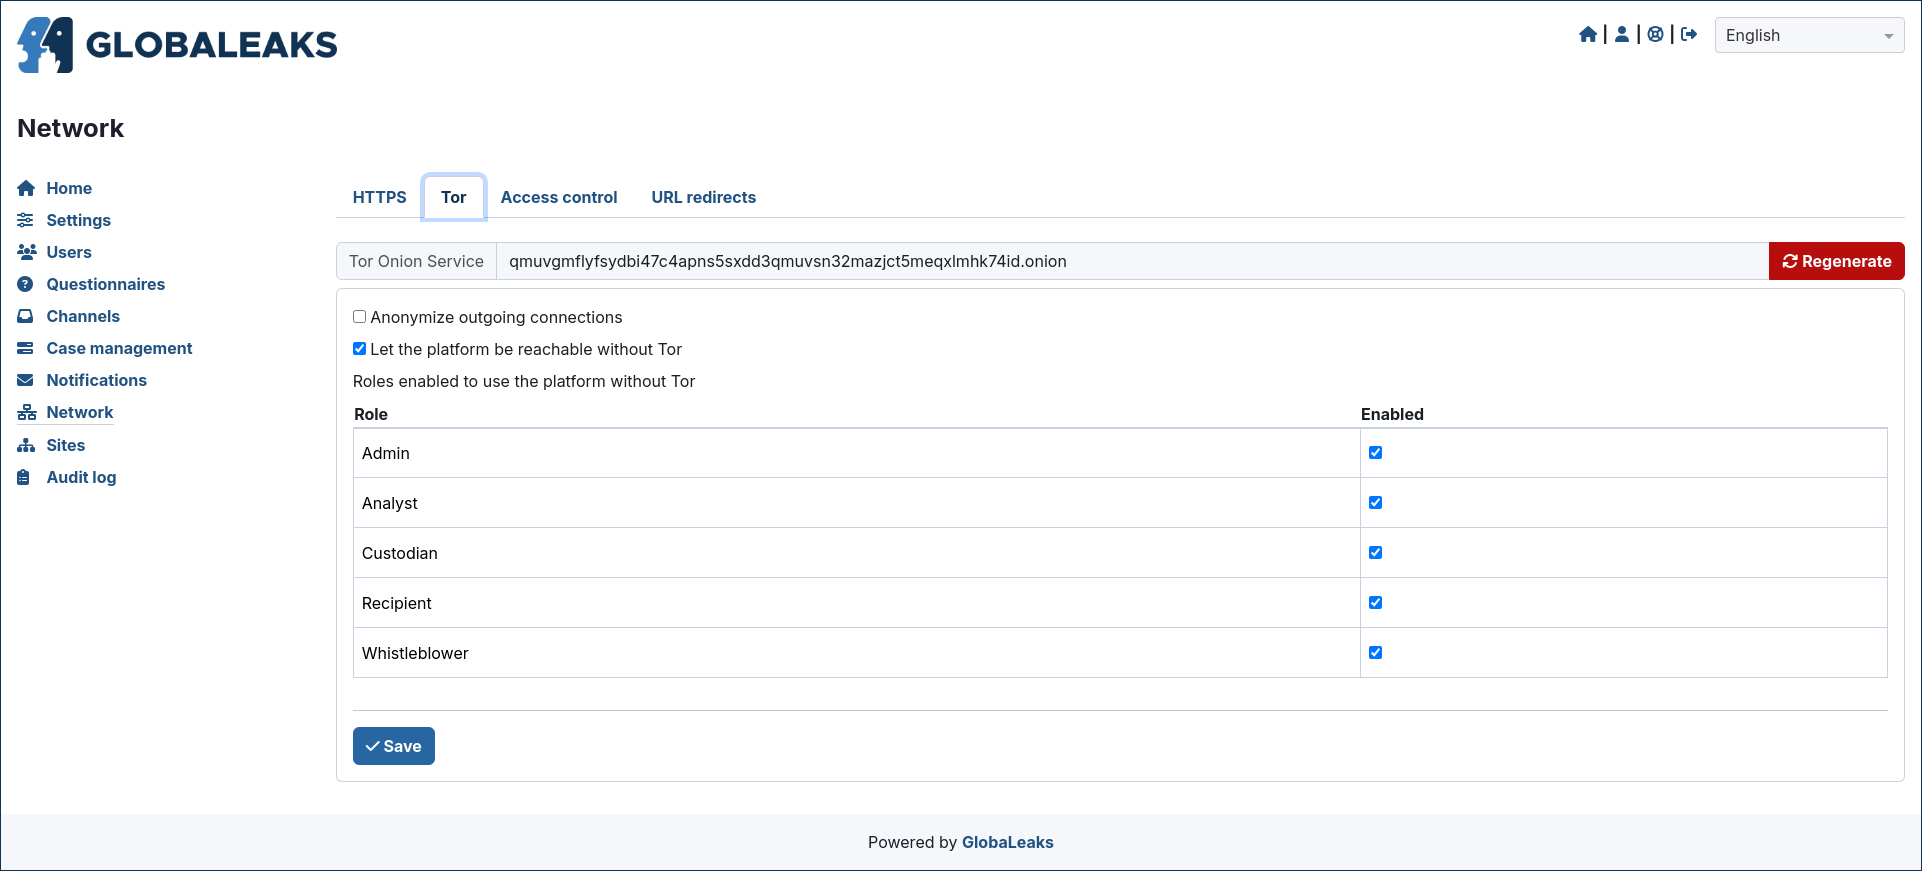 GLOBALEAKS
English
Network
Home
Settings
Users
Questionnaires
Channels
Case management
Notifications
Network
Sites
Audit log
HTTPS Tor Access control URL redirects
Tor Onion Service qmuvgmflyfsydbi47c4apns5sxdd3qmuvsn32mazjct5meqxlmhk74id.onion Regenerate
Anonymize outgoing connections
Let the platform be reachable without Tor
Roles enabled to use the platform without Tor
Role Enabled
Admin
Analyst
Custodian
Recipient
Whistleblower
Save
Powered by GlobaLeaks